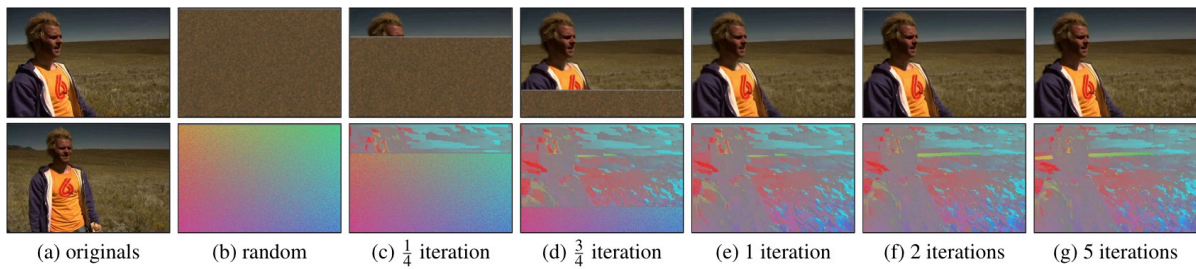 (a) originals
(b) random
(c) 1/4 iteration
(d) 3/4 iteration
(e) 1 iteration
(f) 2 iterations
(g) 5 iterations